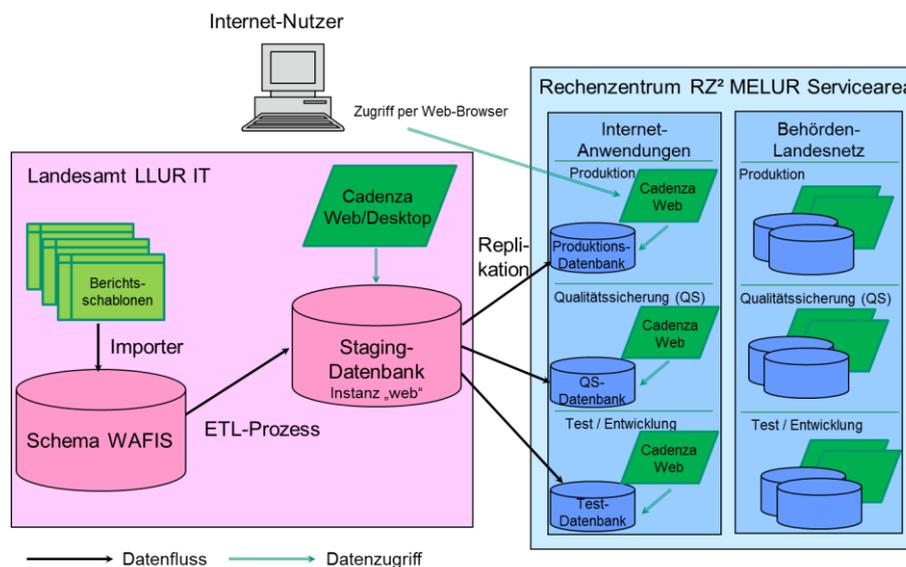 Internet-Nutzer
Zugriff per Web-Browser
Landesamt LLUR IT
Berichts-
schablonen
Importer
Schema WAFIS
ETL-Prozess
Cadenza
Web/Desktop
Staging-
Datenbank
Instanz „web“
Repli-
kation
Rechenzentrum RZ² MELUR Servicearea
Internet-
Anwendungen
Produktion
Cadenza
Web
Produktions-
Datenbank
Qualitätssicherung (QS)
Cadenza
Web
QS-
Datenbank
Test / Entwicklung
Cadenza
Web
Test-
Datenbank
Behörden-
Landesnetz
Produktion
Qualitätssicherung (QS)
Test / Entwicklung
Datenfluss
Datenzugriff